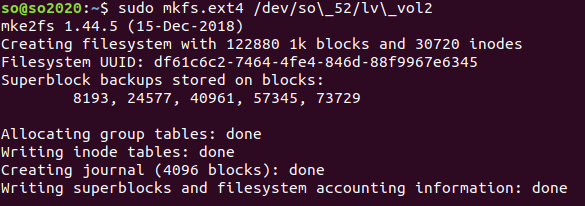 so@so2020:~$ sudo mkfs.ext4 /dev/so\_52/lv\_vol2
mke2fs 1.44.5 (15-Dec-2018)
Creating filesystem with 122880 1k blocks and 30720 inodes
Filesystem UUID: df61c6c2-7464-4fe4-846d-88f9967e6345
Superblock backups stored on blocks:
        8193, 24577, 40961, 57345, 73729

Allocating group tables: done
Writing inode tables: done
Creating journal (4096 blocks): done
Writing superblocks and filesystem accounting information: done